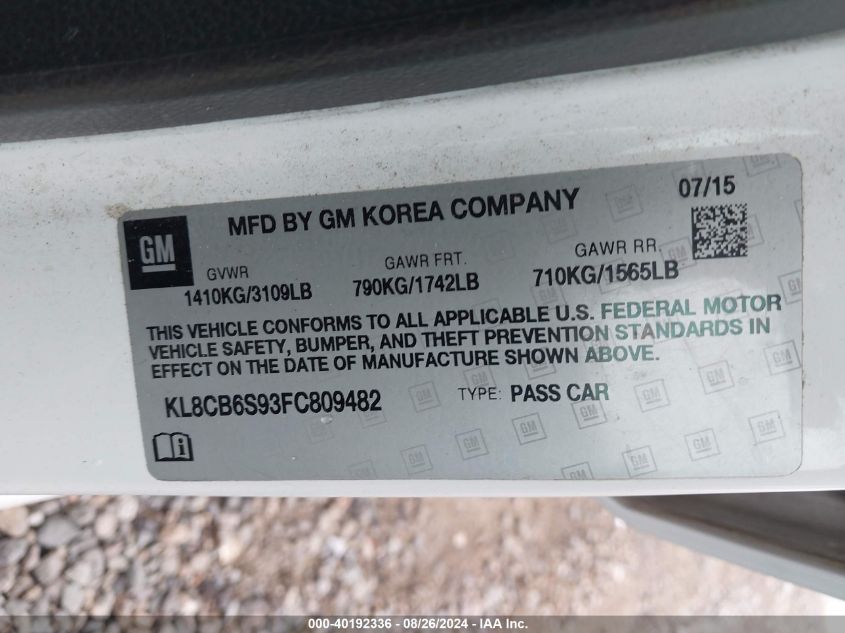 07/15
GM
MFD BY GM KOREA COMPANY
GVWR
GAWR FRT.
GAWR RR.
1410KG/3109LB
790KG/1742LB
710KG/1565LB
THIS VEHICLE CONFORMS TO ALL APPLICABLE U.S. FEDERAL MOTOR
VEHICLE SAFETY, BUMPER, AND THEFT PREVENTION STANDARDS IN
EFFECT ON THE DATE OF MANUFACTURE SHOWN ABOVE.
KL8CB6S93FC809482
TYPE: PASS CAR
000-40192336 - 08/26/2024 - IAA Inc.